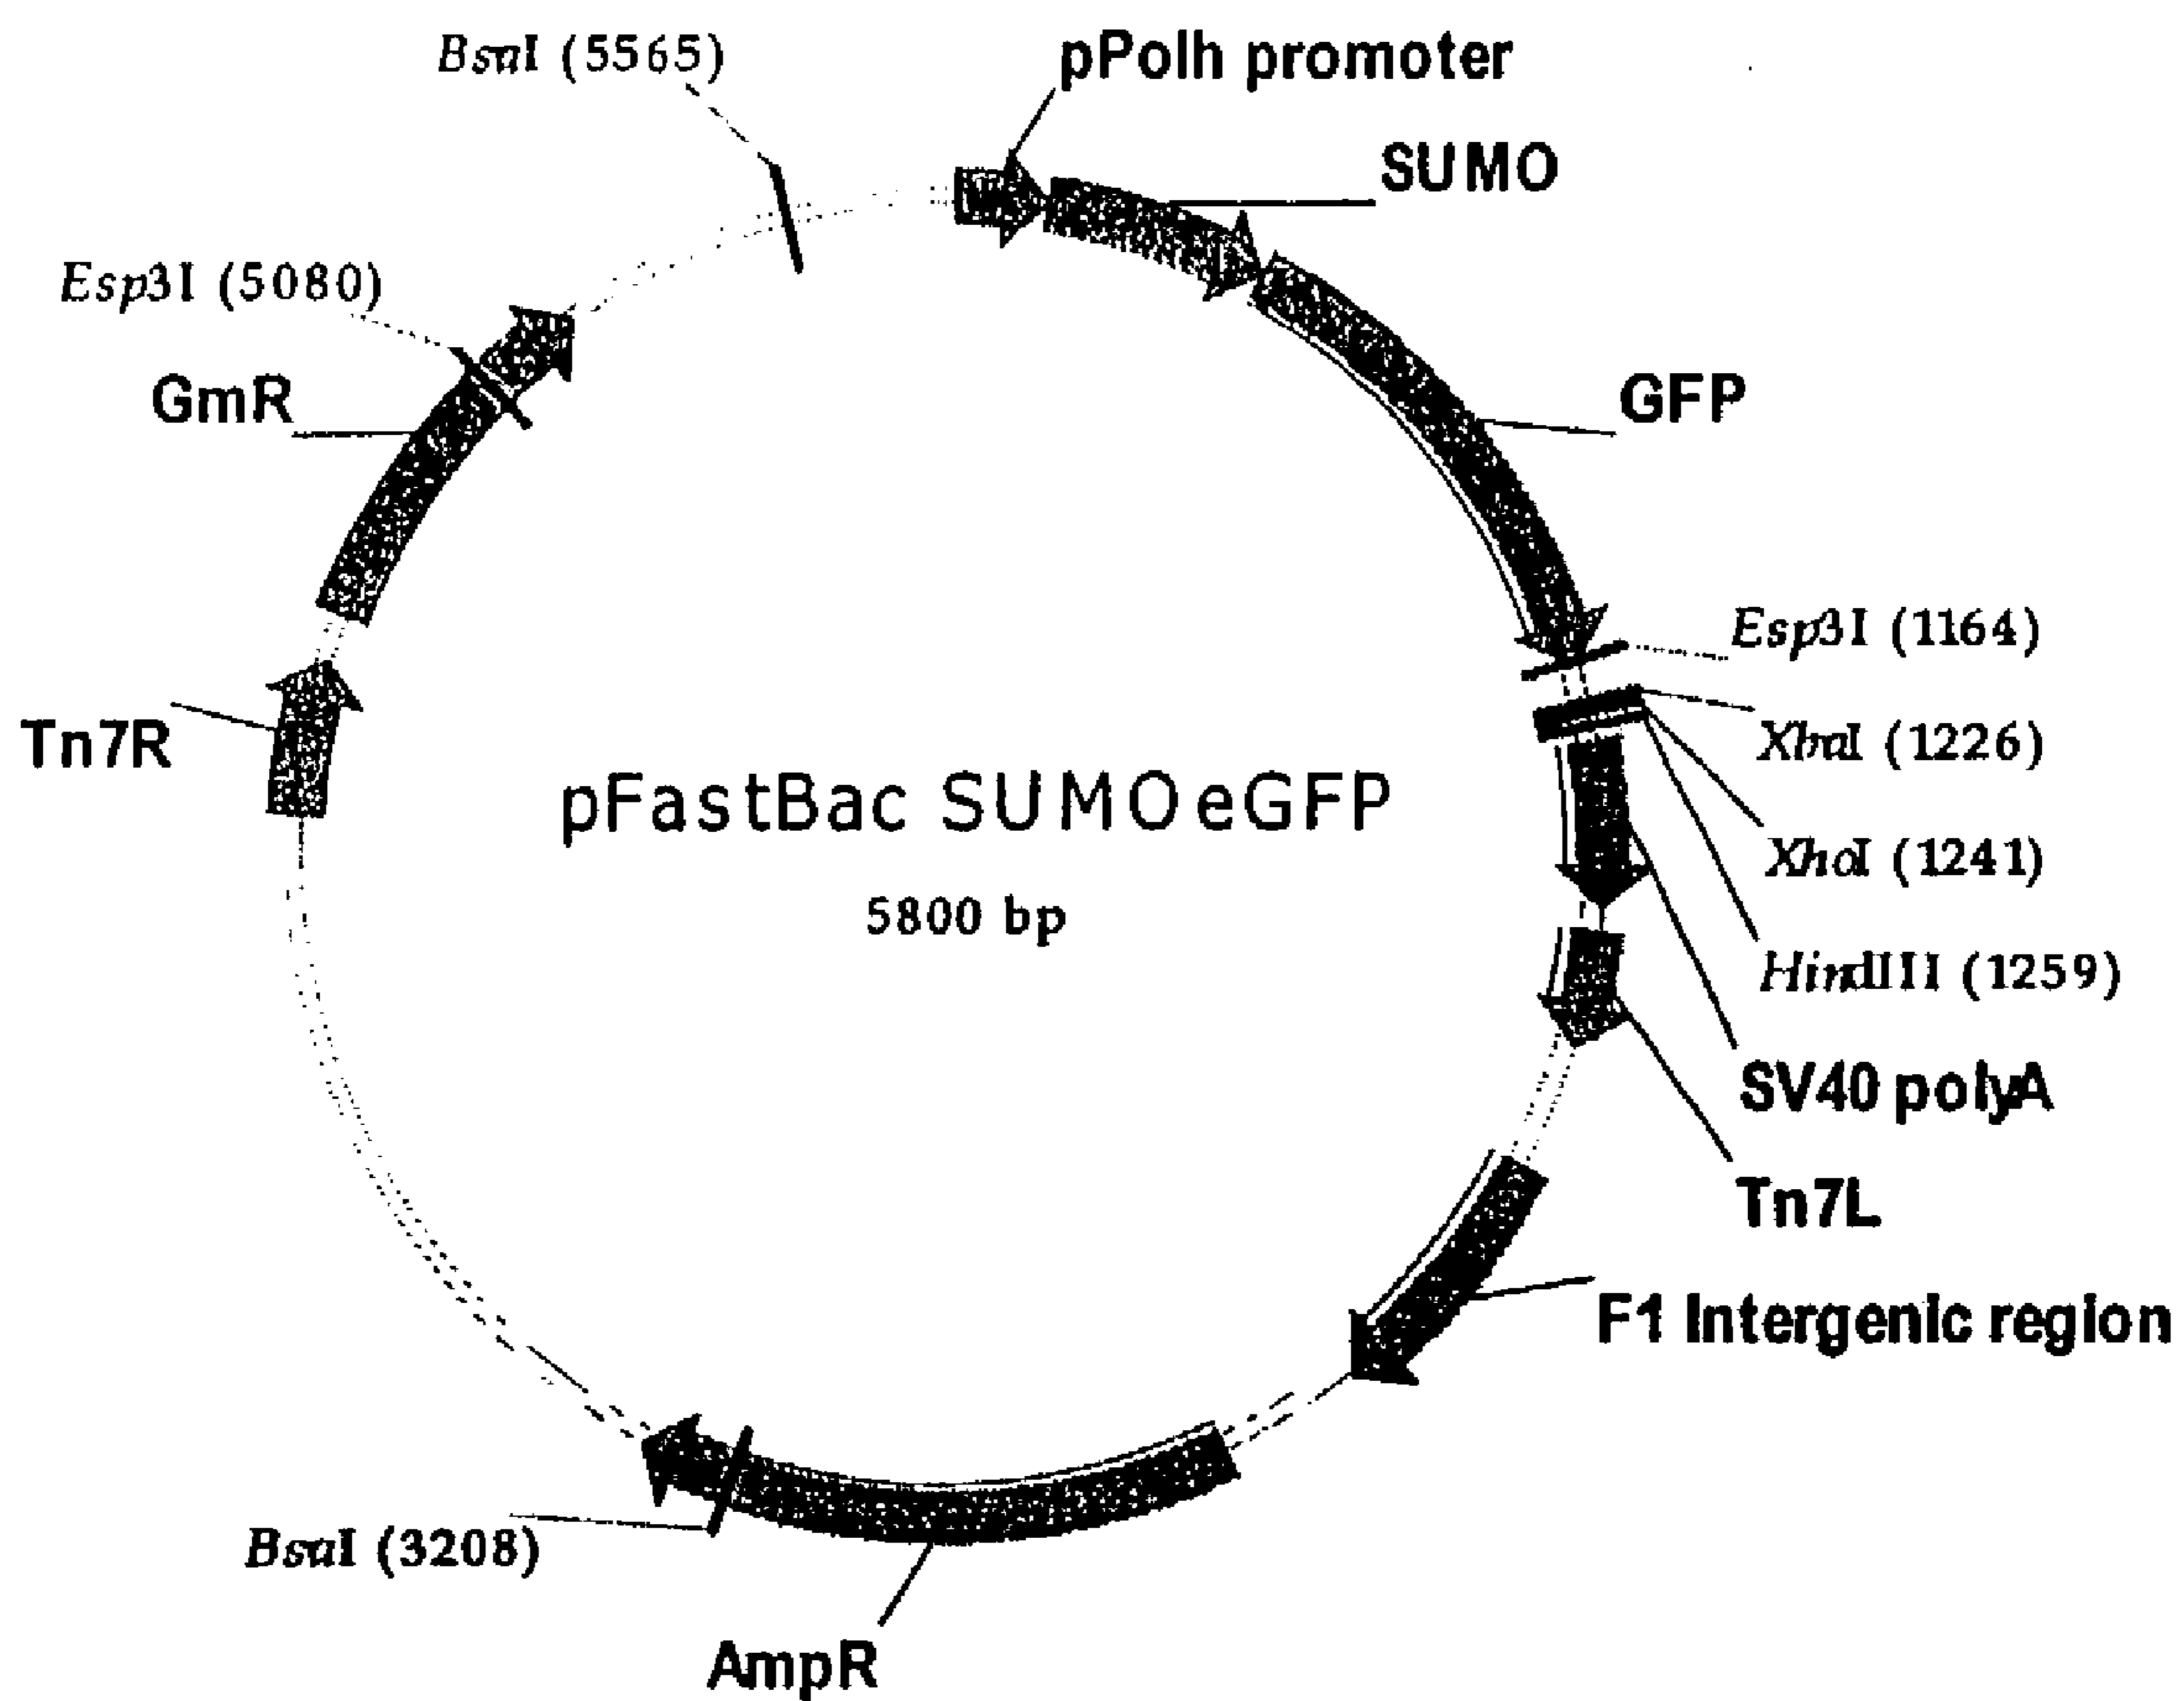 BsmI (5565)
pPolh promoter
SUMO
Esp3I (5080)
GmR
GFP
Esp3I (1164)
Tn7R
XbaI (1226)
pFastBac SUMOeGFP
XhoI (1241)
5800 bp
HindIII (1259)
SV40 polyA
Tn7L
F1 Intergenic region
BsaI (3208)
AmpR